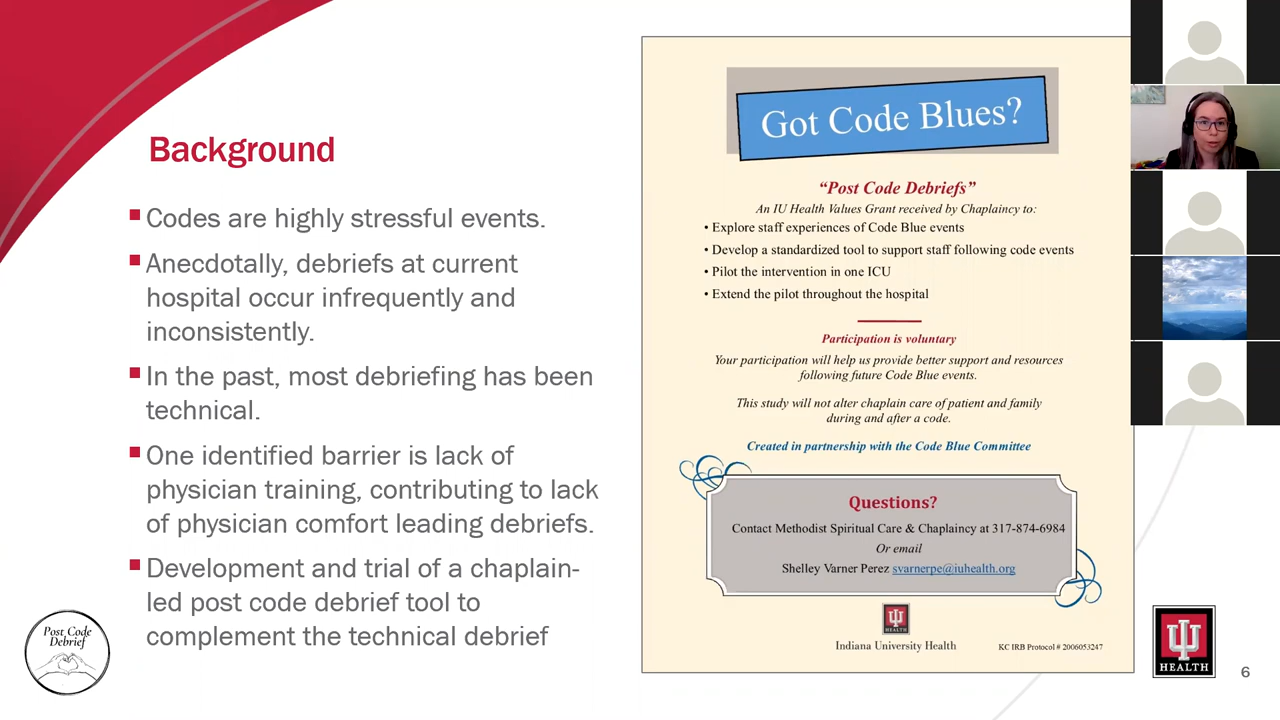 Background
▪ Codes are highly stressful events.
▪ Anecdotally, debriefs at current
hospital occur infrequently and
inconsistently.
▪ In the past, most debriefing has been
technical.
▪ One identified barrier is lack of
physician training, contributing to lack
of physician comfort leading debriefs.
▪ Development and trial of a chaplain-
led post code debrief tool to
complement the technical debrief
Post Code
Debrief
Got Code Blues?
“Post Code Debriefs”
An IU Health Values Grant received by Chaplaincy to:
• Explore staff experiences of Code Blue events
• Develop a standardized tool to support staff following code events
• Pilot the intervention in one ICU
• Extend the pilot throughout the hospital
Participation is voluntary
Your participation will help us provide better support and resources
following future Code Blue events.
This study will not alter chaplain care of patient and family
during and after a code.
Created in partnership with the Code Blue Committee
Questions?
Contact Methodist Spiritual Care & Chaplaincy at 317-874-6984
Or email
Shelley Varner Perez svarnerpe@iuhealth.org
HEALTH
Indiana University Health
KC IRB Protocol # 2006053247
HEALTH
6